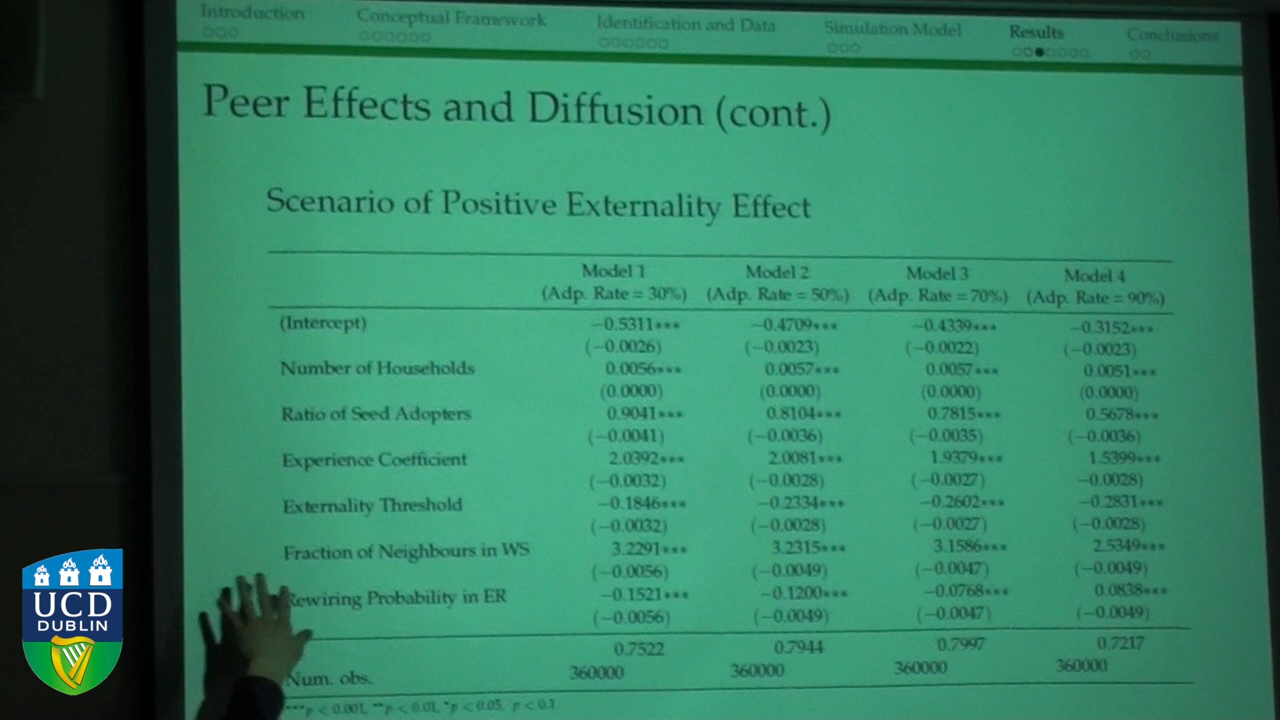 Introduction Conceptual Framework Identification and Data Simulation Model Results Conclusions
Peer Effects and Diffusion (cont.)
Scenario of Positive Externality Effect
Model 1 Model 2 Model 3 Model 4
(Adp. Rate = 30%) (Adp. Rate = 50%) (Adp. Rate = 70%) (Adp. Rate = 90%)
(Intercept) −0.5311*** −0.4709*** −0.4339*** −0.3152***
(−0.0026) (−0.0023) (−0.0022) (−0.0023)
Number of Households 0.0056*** 0.0057*** 0.0057*** 0.0051***
(0.0000) (0.0000) (0.0000) (0.0000)
Ratio of Seed Adopters 0.9041*** 0.8104*** 0.7815*** 0.5678***
(−0.0041) (−0.0036) (−0.0035) (−0.0036)
Experience Coefficient 2.0392*** 2.0081*** 1.9379*** 1.5399***
(−0.0032) (−0.0028) (−0.0027) −0.0028)
Externality Threshold −0.1846*** −0.2334*** −0.2602*** −0.2831***
(−0.0032) (−0.0028) (−0.0027) (−0.0028)
Fraction of Neighbours in WS 3.2291*** 3.2315*** 3.1586*** 2.5349***
(−0.0056) (−0.0049) (−0.0047) (−0.0049)
Rewiring Probability in ER −0.1521*** −0.1200*** −0.0768*** 0.0838***
(−0.0056) (−0.0049) (−0.0047) (−0.0049)
0.7522 0.7944 0.7997 0.7217
Num. obs. 360000 360000 360000 360000
***p < 0.001, **p < 0.01, *p < 0.05, p < 0.1
UCD
DUBLIN